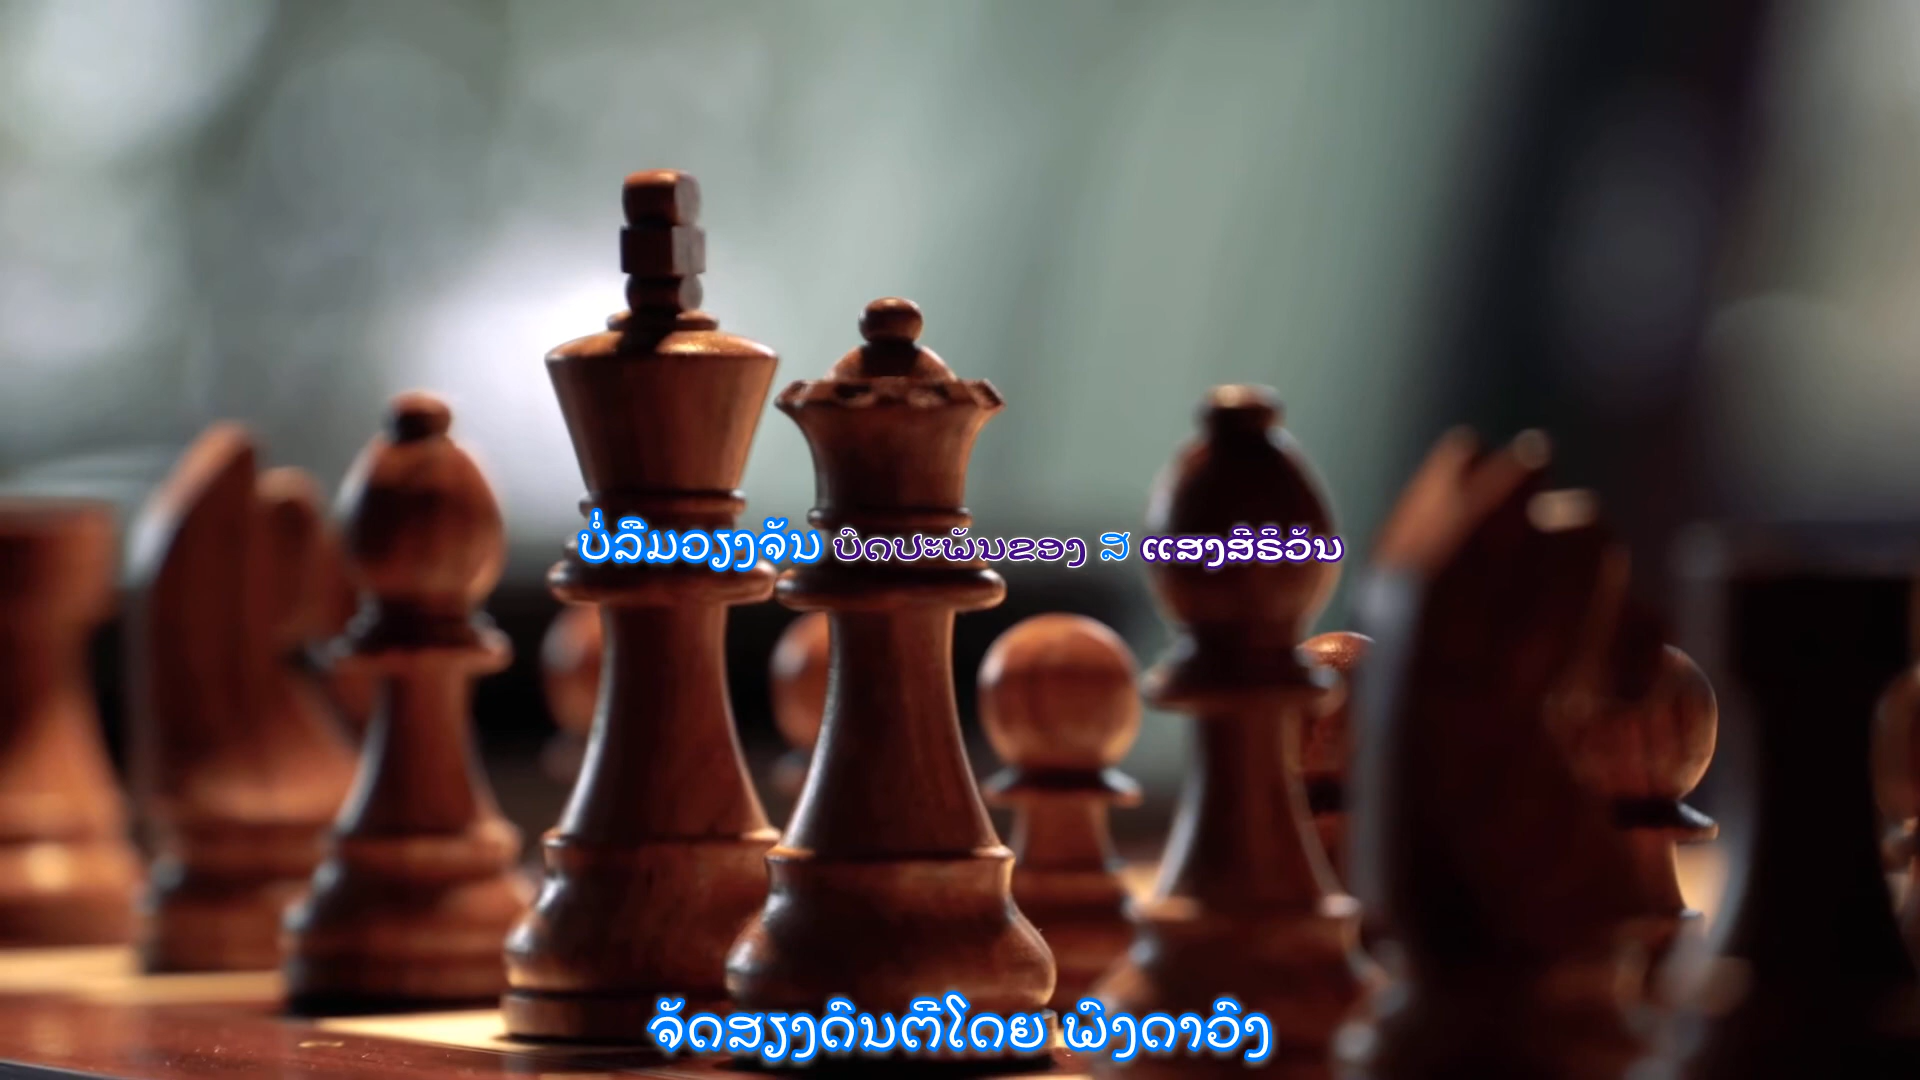 ບໍ່ລືມວຽງຈັນ ບົດປະພັນຂອງ ສ ແສງສີຣິວັນ
ຈັດສຽງດົນຕີໂດຍ ພົງດາວົງ